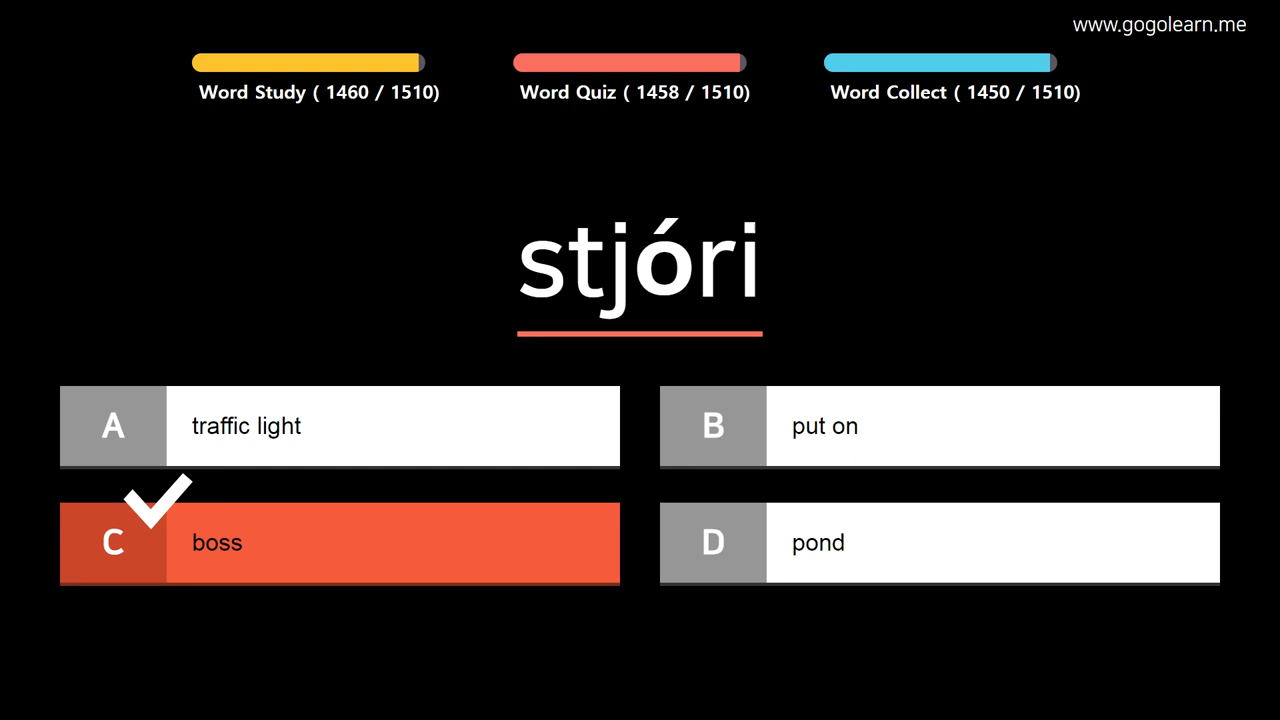 www.gogolearn.me
Word Study ( 1460 / 1510)
Word Quiz ( 1458 / 1510)
Word Collect ( 1450 / 1510)
stjóri
A traffic light
B put on
C boss
D pond